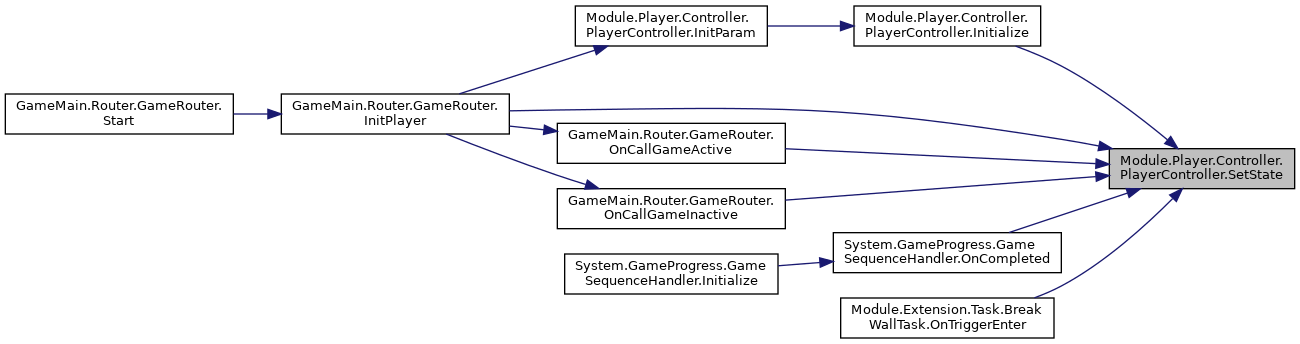 Module.Player.Controller.
PlayerController.InitParam
Module.Player.Controller.
PlayerController.Initialize
GameMain.Router.GameRouter.
Start
GameMain.Router.GameRouter.
InitPlayer
GameMain.Router.GameRouter.
OnCallGameActive
Module.Player.Controller.
PlayerController.SetState
GameMain.Router.GameRouter.
OnCallGameInactive
System.GameProgress.Game
SequenceHandler.OnCompleted
System.GameProgress.Game
SequenceHandler.Initialize
Module.Extension.Task.Break
WallTask.OnTriggerEnter